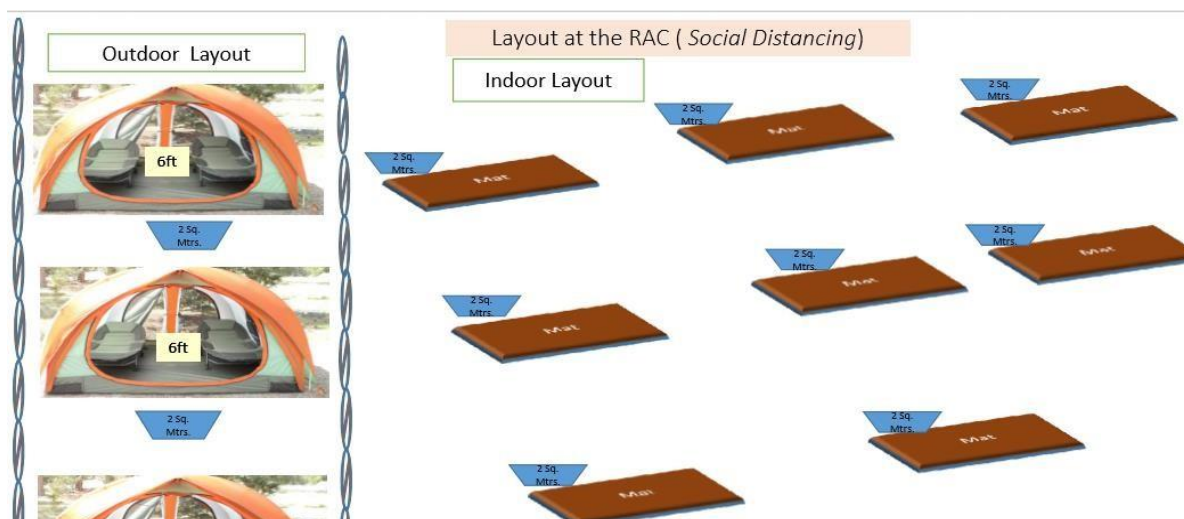 Outdoor Layout
6ft
2 Sq.
Mtrs.
6ft
2 Sq.
Mtrs.
Layout at the RAC ( Social Distancing)
Indoor Layout
2 Sq.
Mtrs.
Mat
2 Sq.
Mtrs.
Mat
2 Sq.
Mtrs.
Mat
2 Sq.
Mtrs.
Mat
2 Sq.
Mtrs.
Mat
2 Sq.
Mtrs.
Mat
2 Sq.
Mtrs.
Mat
2 Sq.
Mtrs.
Mat